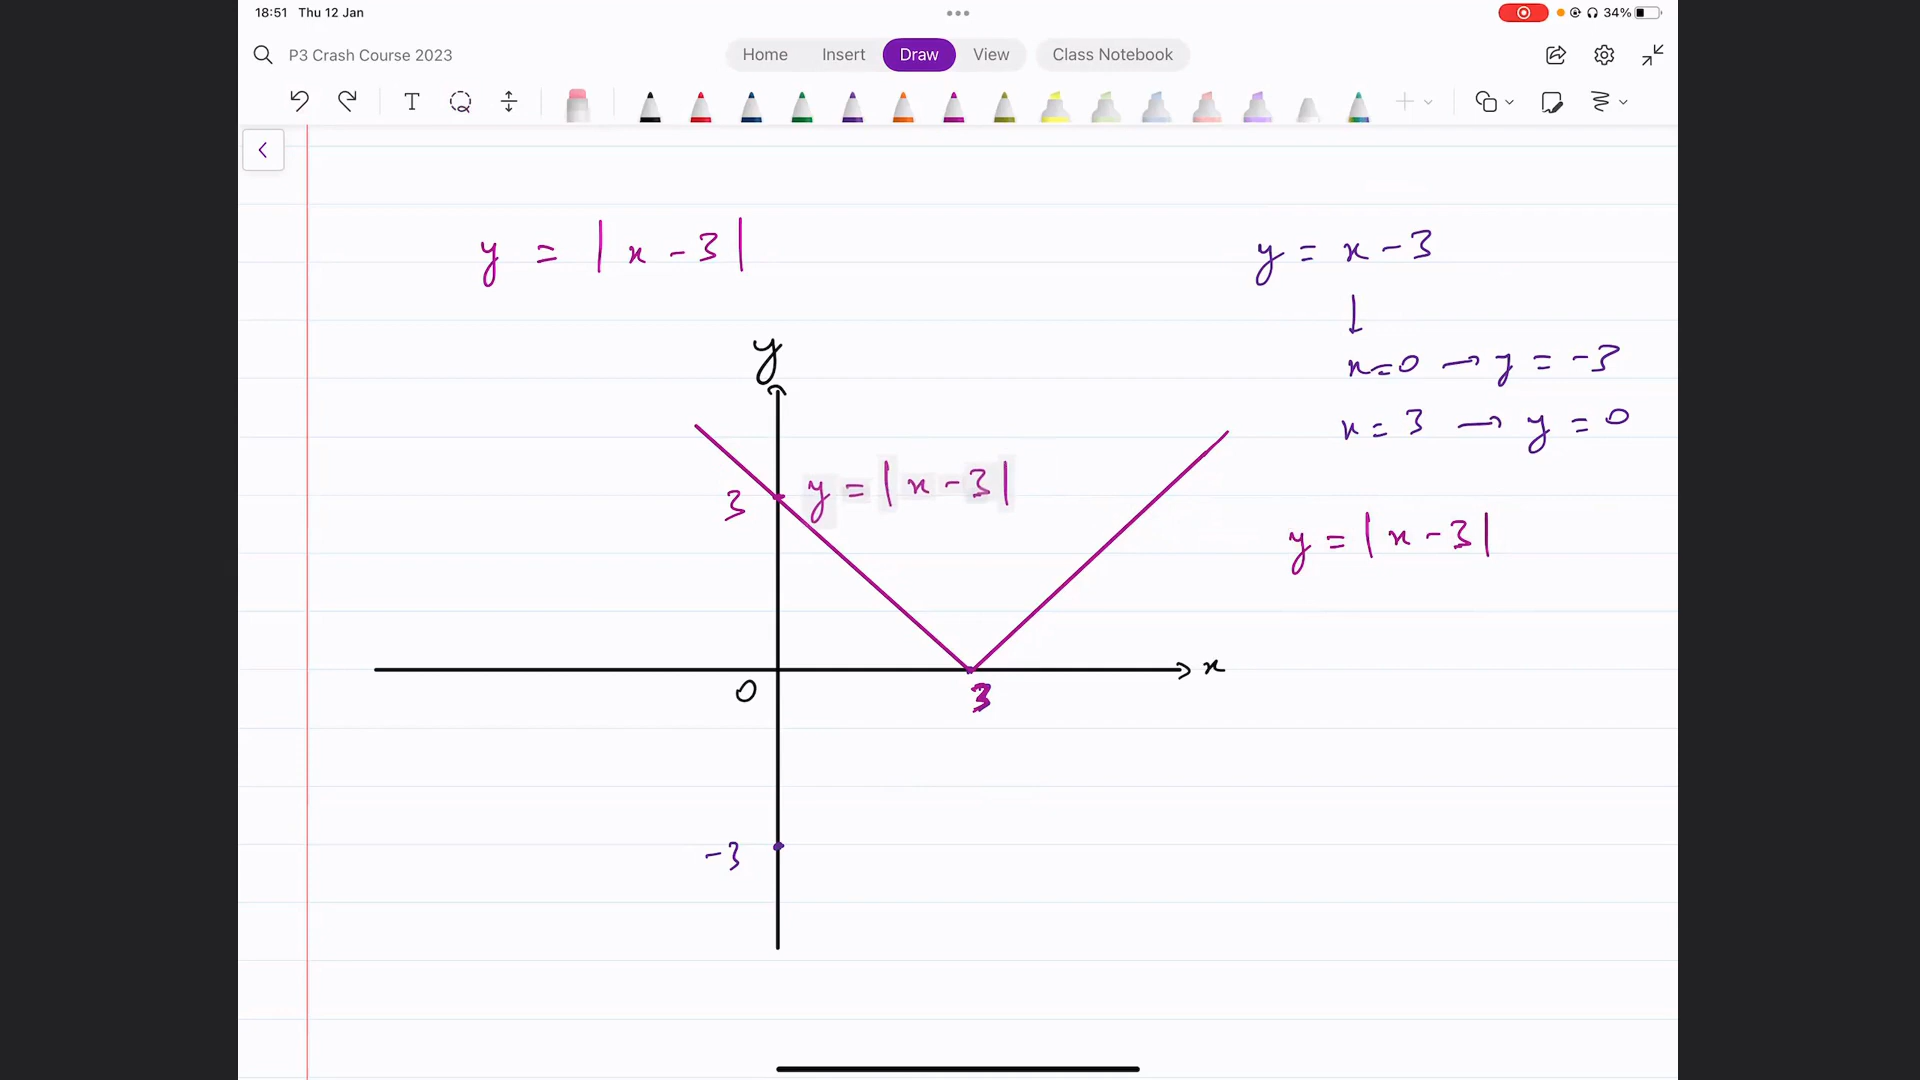 18:51 Thu 12 Jan
34%
P3 Crash Course 2023
Home Insert Draw View Class Notebook
T
y = |x - 3|
y = x - 3
↓
x = 0 → y = -3
x = 3 → y = 0
y = |x - 3|
y
3
y = |x - 3|
x
0
3
-3